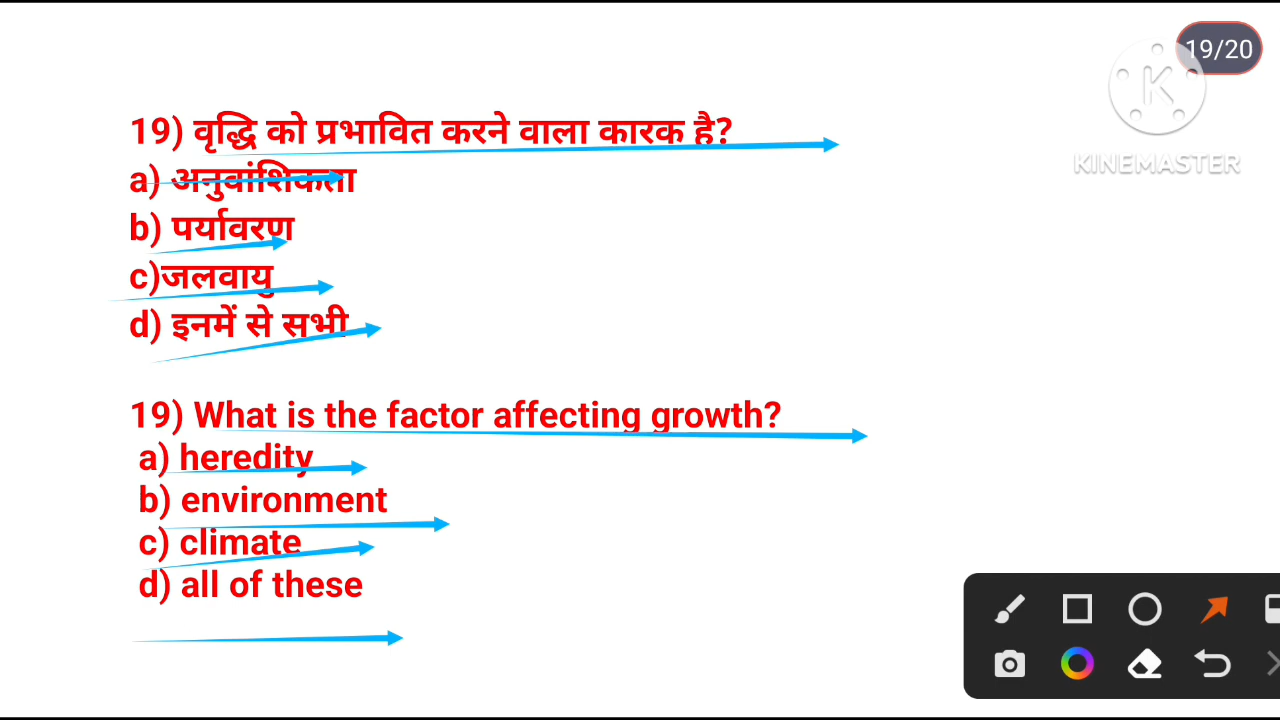 19/20
KINEMASTER
19) वृद्धि को प्रभावित करने वाला कारक है?
a) अनुवांशिकता
b) पर्यावरण
c)जलवायु
d) इनमें से सभी
19) What is the factor affecting growth?
a) heredity
b) environment
c) climate
d) all of these